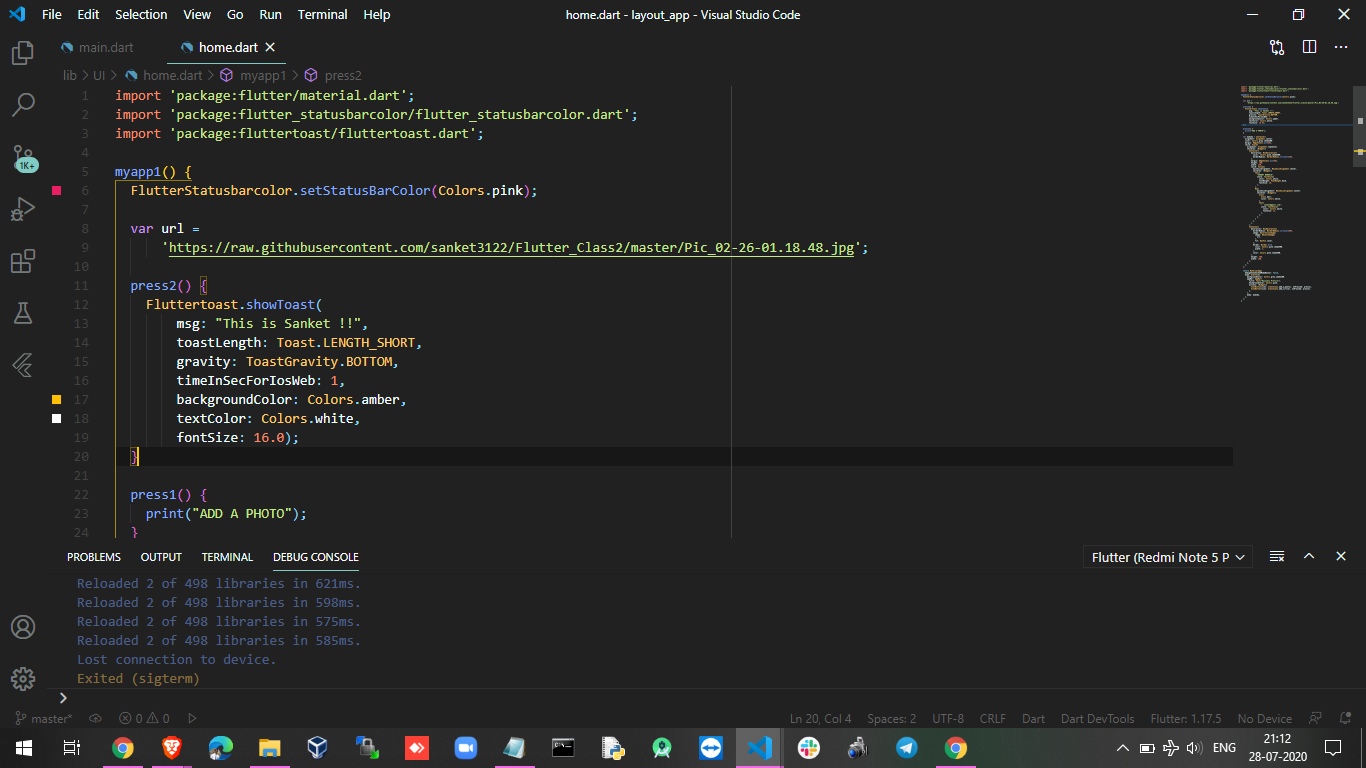 File Edit Selection View Go Run Terminal Help home.dart - layout_app - Visual Studio Code
main.dart home.dart
lib > UI > home.dart > myapp1 > press2
1 import 'package:flutter/material.dart';
2 import 'package:flutter_statusbarcolor/flutter_statusbarcolor.dart';
3 import 'package:fluttertoast/fluttertoast.dart';
4
5 myapp1() {
6 FlutterStatusbarcolor.setStatusBarColor(Colors.pink);
7
8 var url =
9 'https://raw.githubusercontent.com/sanket3122/Flutter_Class2/master/Pic_02-26-01.18.48.jpg';
10
11 press2() {
12 Fluttertoast.showToast(
13 msg: "This is Sanket !!",
14 toastLength: Toast.LENGTH_SHORT,
15 gravity: ToastGravity.BOTTOM,
16 timeInSecForIosWeb: 1,
17 backgroundColor: Colors.amber,
18 textColor: Colors.white,
19 fontSize: 16.0);
20 }
21
22 press1() {
23 print("ADD A PHOTO");
24 }
1K+
PROBLEMS OUTPUT TERMINAL DEBUG CONSOLE Flutter (Redmi Note 5 P
Reloaded 2 of 498 libraries in 621ms.
Reloaded 2 of 498 libraries in 598ms.
Reloaded 2 of 498 libraries in 575ms.
Reloaded 2 of 498 libraries in 585ms.
Lost connection to device.
Exited (sigterm)
master* 0 0 Ln 20, Col 4 Spaces: 2 UTF-8 CRLF Dart Dart DevTools Flutter: 1.17.5 No Device
ENG 21:12
28-07-2020